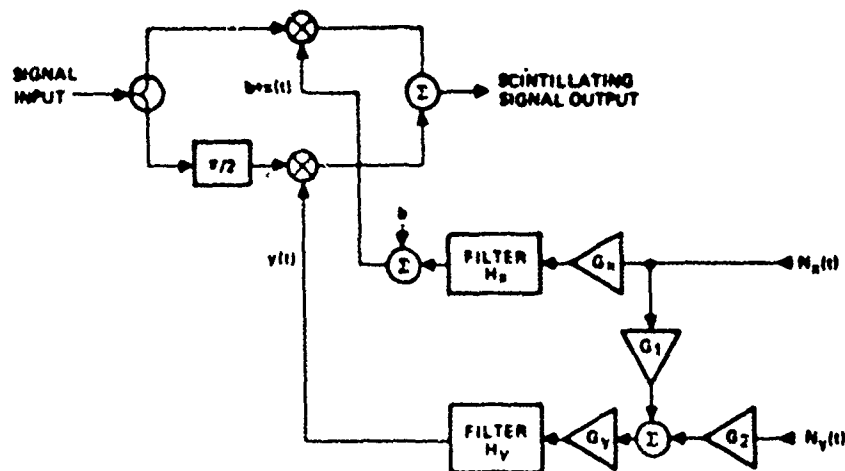 SIGNAL
INPUT
b+x(t)
Σ
SCINTILLATING
SIGNAL OUTPUT
π/2
b
y(t)
Σ
FILTER
Hx
Gx
Nx(t)
G1
FILTER
Hy
Gy
Σ
G2
Ny(t)